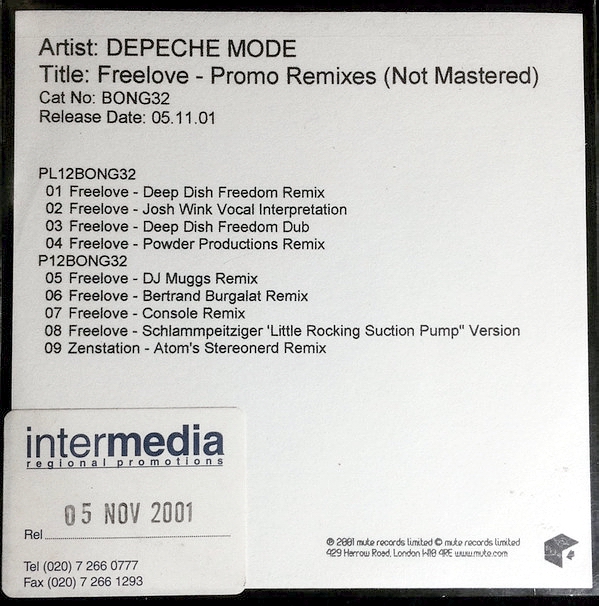 Artist: DEPECHE MODE
Title: Freelove - Promo Remixes (Not Mastered)
Cat No: BONG32
Release Date: 05.11.01
PL12BONG32
01 Freelove - Deep Dish Freedom Remix
02 Freelove - Josh Wink Vocal Interpretation
03 Freelove - Deep Dish Freedom Dub
04 Freelove - Powder Productions Remix
P12BONG32
05 Freelove - DJ Muggs Remix
06 Freelove - Bertrand Burgalat Remix
07 Freelove - Console Remix
08 Freelove - Schlammpeitziger 'Little Rocking Suction Pump" Version
09 Zenstation - Atom's Stereonerd Remix
intermedia
regional promotions
05 NOV 2001
Rel
Tel (020) 7 266 0777
Fax (020) 7 266 1293
℗ 2001 mute records limited © mute records limited
429 Harrow Road, London W10 4RE www.mute.com